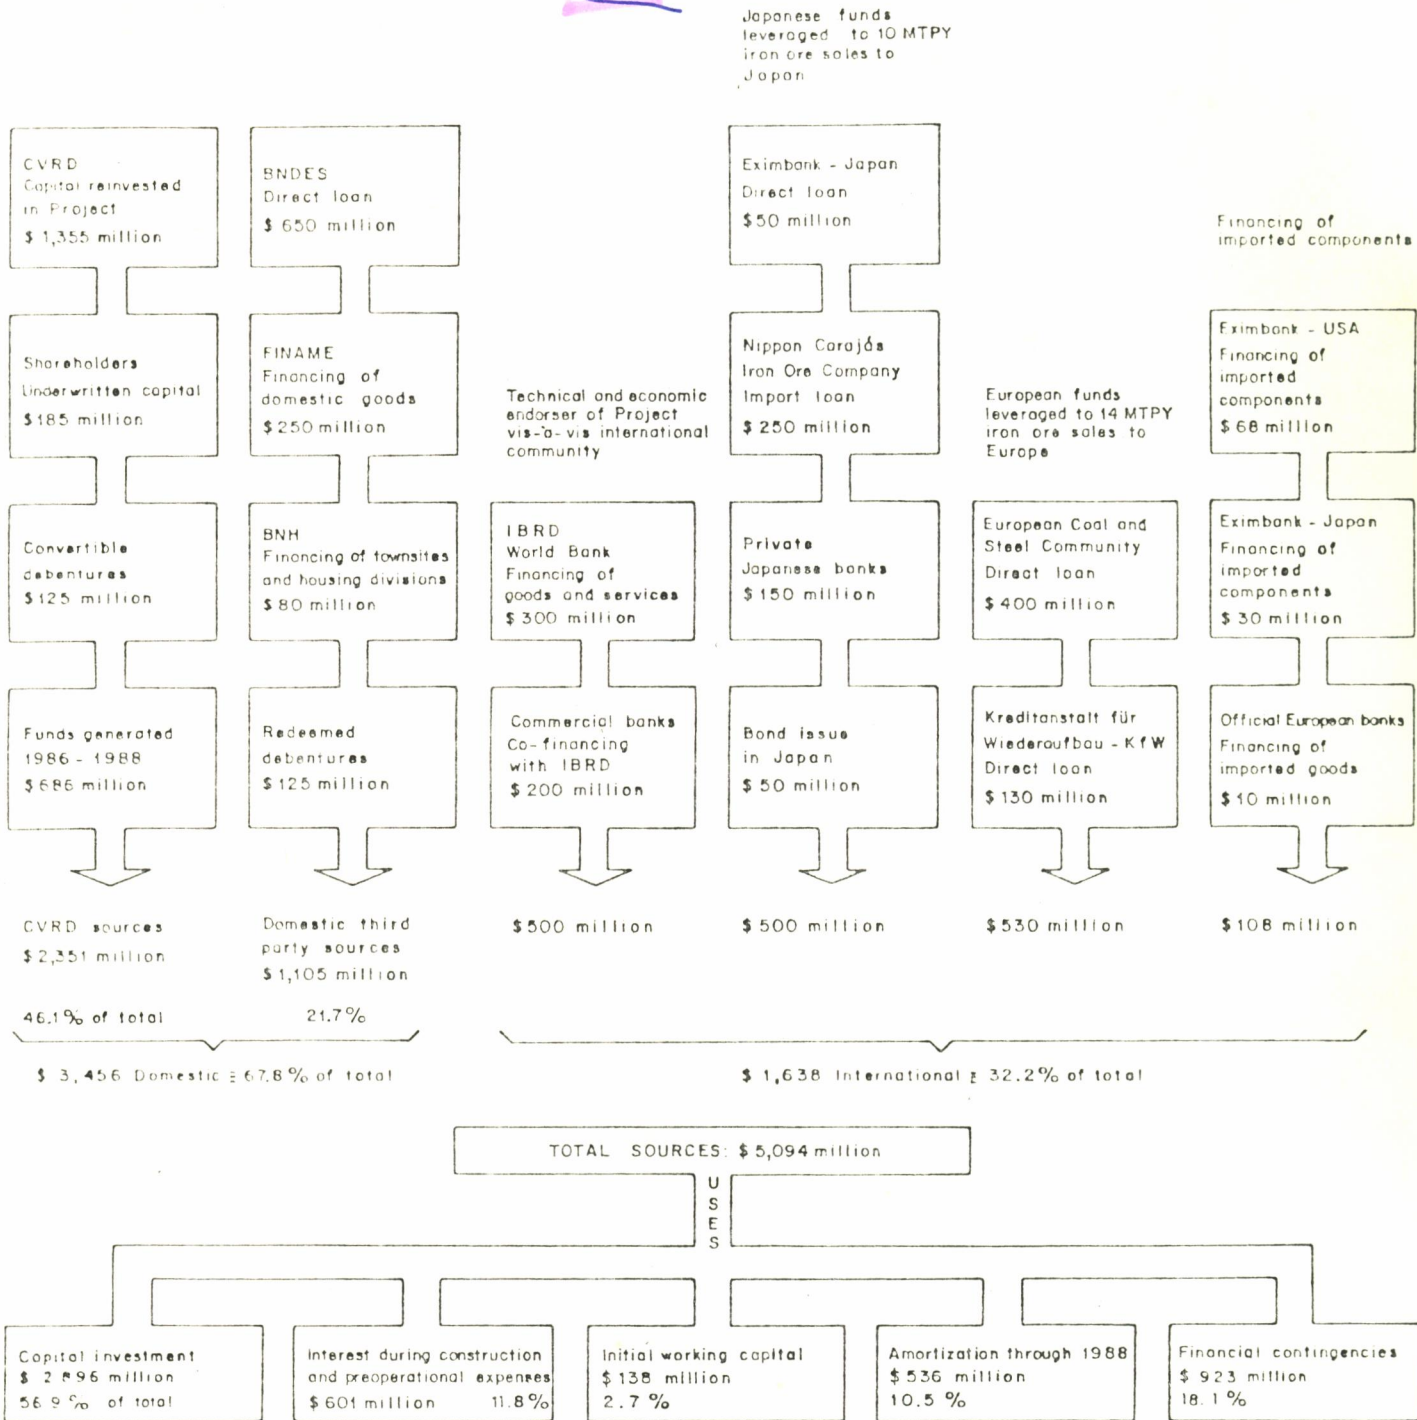 Japanese funds
leveraged to 10 MTPY
iron ore sales to
Japan
CVRD
Capital reinvested
in Project
$ 1,355 million
Shareholders
Underwritten capital
$185 million
Convertible
debentures
$125 million
Funds generated
1986 - 1988
$686 million
BNDES
Direct loan
$ 650 million
FINAME
Financing of
domestic goods
$250 million
BNH
Financing of townsites
and housing divisions
$ 80 million
Redeemed
debentures
$125 million
Technical and economic
endorser of Project
vis-à-vis international
community
IBRD
World Bank
Financing of
goods and services
$ 300 million
Commercial banks
Co-financing
with IBRD
$ 200 million
Eximbank - Japan
Direct loan
$50 million
Nippon Carajás
Iron Ore Company
Import loan
$ 250 million
Private
Japanese banks
$ 150 million
Bond issue
in Japan
$ 50 million
European funds
leveraged to 14 MTPY
iron ore sales to
Europe
European Coal and
Steel Community
Direct loan
$ 400 million
Kreditanstalt für
Wiederaufbau - KfW
Direct loan
$ 130 million
Financing of
imported components
Eximbank - USA
Financing of
imported
components
$ 68 million
Eximbank - Japan
Financing of
imported
components
$ 30 million
Official European banks
Financing of
imported goods
$ 10 million
CVRD sources
$2,351 million
46.1% of total
Domestic third
party sources
$ 1,105 million
21.7%
$500 million
$ 500 million
$530 million
$108 million
$ 3,456 Domestic = 67.8% of total
$ 1,638 International = 32.2% of total
TOTAL SOURCES: $ 5,094 million
USES
Capital investment
$ 2 896 million
56.9% of total
Interest during construction
and preoperational expenses
$ 601 million 11.8%
Initial working capital
$ 138 million
2.7 %
Amortization through 1988
$ 536 million
10.5 %
Financial contingencies
$ 923 million
18.1 %